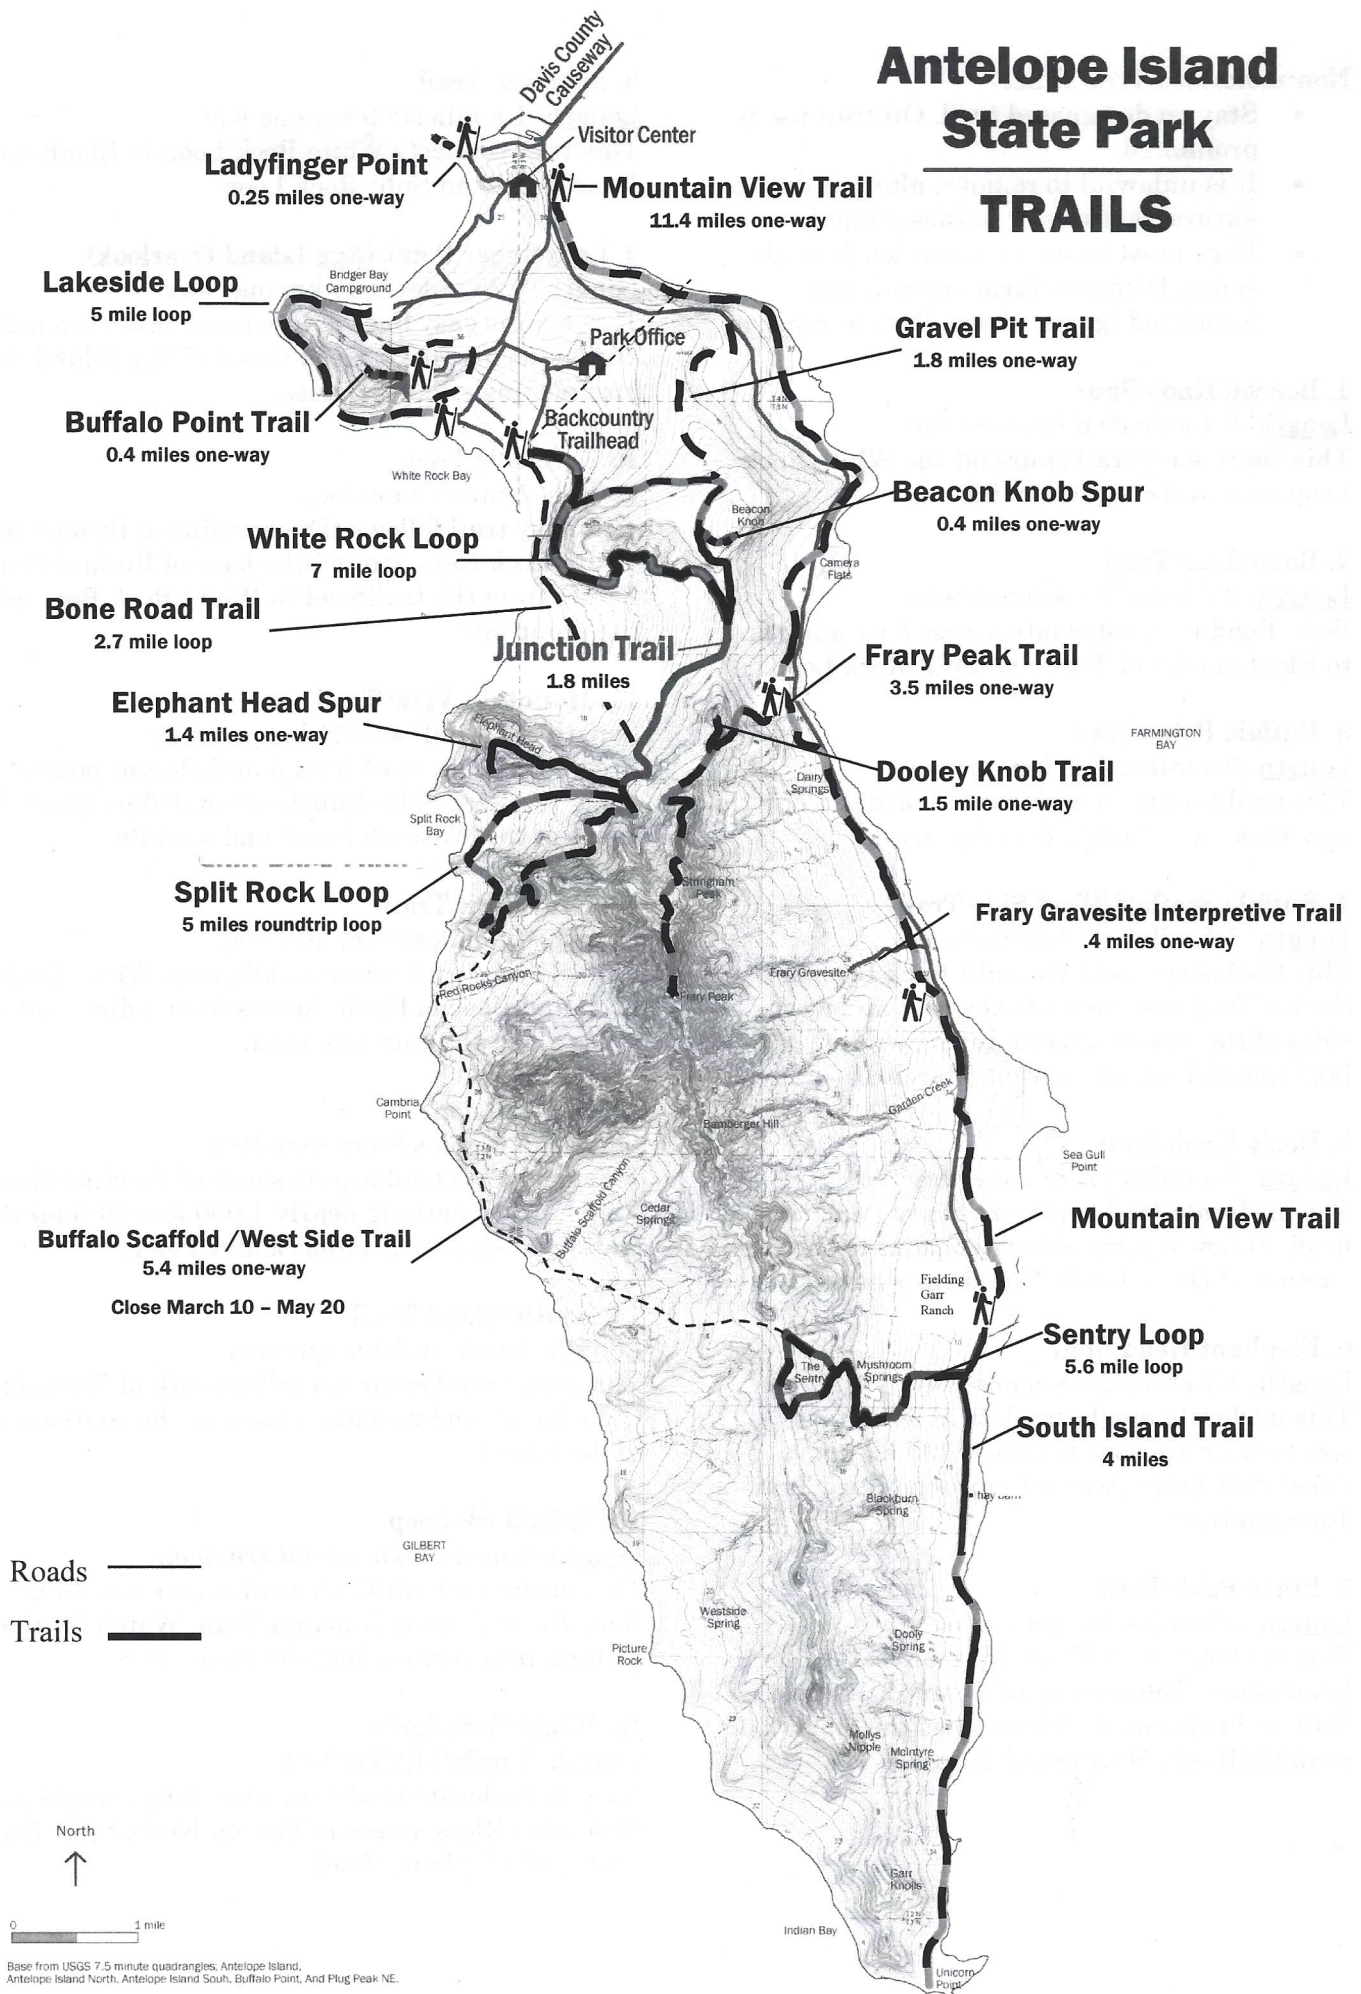 Antelope Island
State Park
TRAILS
Davis County
Causeway
Visitor Center
Ladyfinger Point
0.25 miles one-way
Mountain View Trail
11.4 miles one-way
Lakeside Loop
5 mile loop
Bridger Bay
Campground
Park Office
Gravel Pit Trail
1.8 miles one-way
Buffalo Point Trail
0.4 miles one-way
Backcountry
Trailhead
White Rock Bay
Beacon Knob Spur
0.4 miles one-way
Beacon
Knob
White Rock Loop
7 mile loop
Camera
Flats
Bone Road Trail
2.7 mile loop
Junction Trail
1.8 miles
Frary Peak Trail
3.5 miles one-way
Elephant Head Spur
1.4 miles one-way
Elephant Head
FARMINGTON
BAY
Dooley Knob Trail
1.5 mile one-way
Dairy
Springs
Split Rock
Bay
Split Rock Loop
5 miles roundtrip loop
Stringham
Peak
Frary Gravesite Interpretive Trail
.4 miles one-way
Frary Gravesite
Red Rocks Canyon
Frary Peak
Cambria
Point
Garden Creek
Bamberger Hill
Sea Gull
Point
Buffalo Scaffold Canyon
Cedar
Springs
Mountain View Trail
Buffalo Scaffold /West Side Trail
5.4 miles one-way
Close March 10 – May 20
Fielding
Garr
Ranch
Sentry Loop
5.6 mile loop
The
Sentry
Mushroom
Springs
South Island Trail
4 miles
Blackburn
Spring
hay barn
GILBERT
BAY
Roads
Trails
Westside
Spring
Dooly
Spring
Picture
Rock
Mollys
Nipple
McIntyre
Spring
North
Garr
Knolls
0
1 mile
Indian Bay
Unicorn
Point
Base from USGS 7.5 minute quadrangles, Antelope Island,
Antelope Island North, Antelope Island Souh, Buffalo Point, And Plug Peak NE.